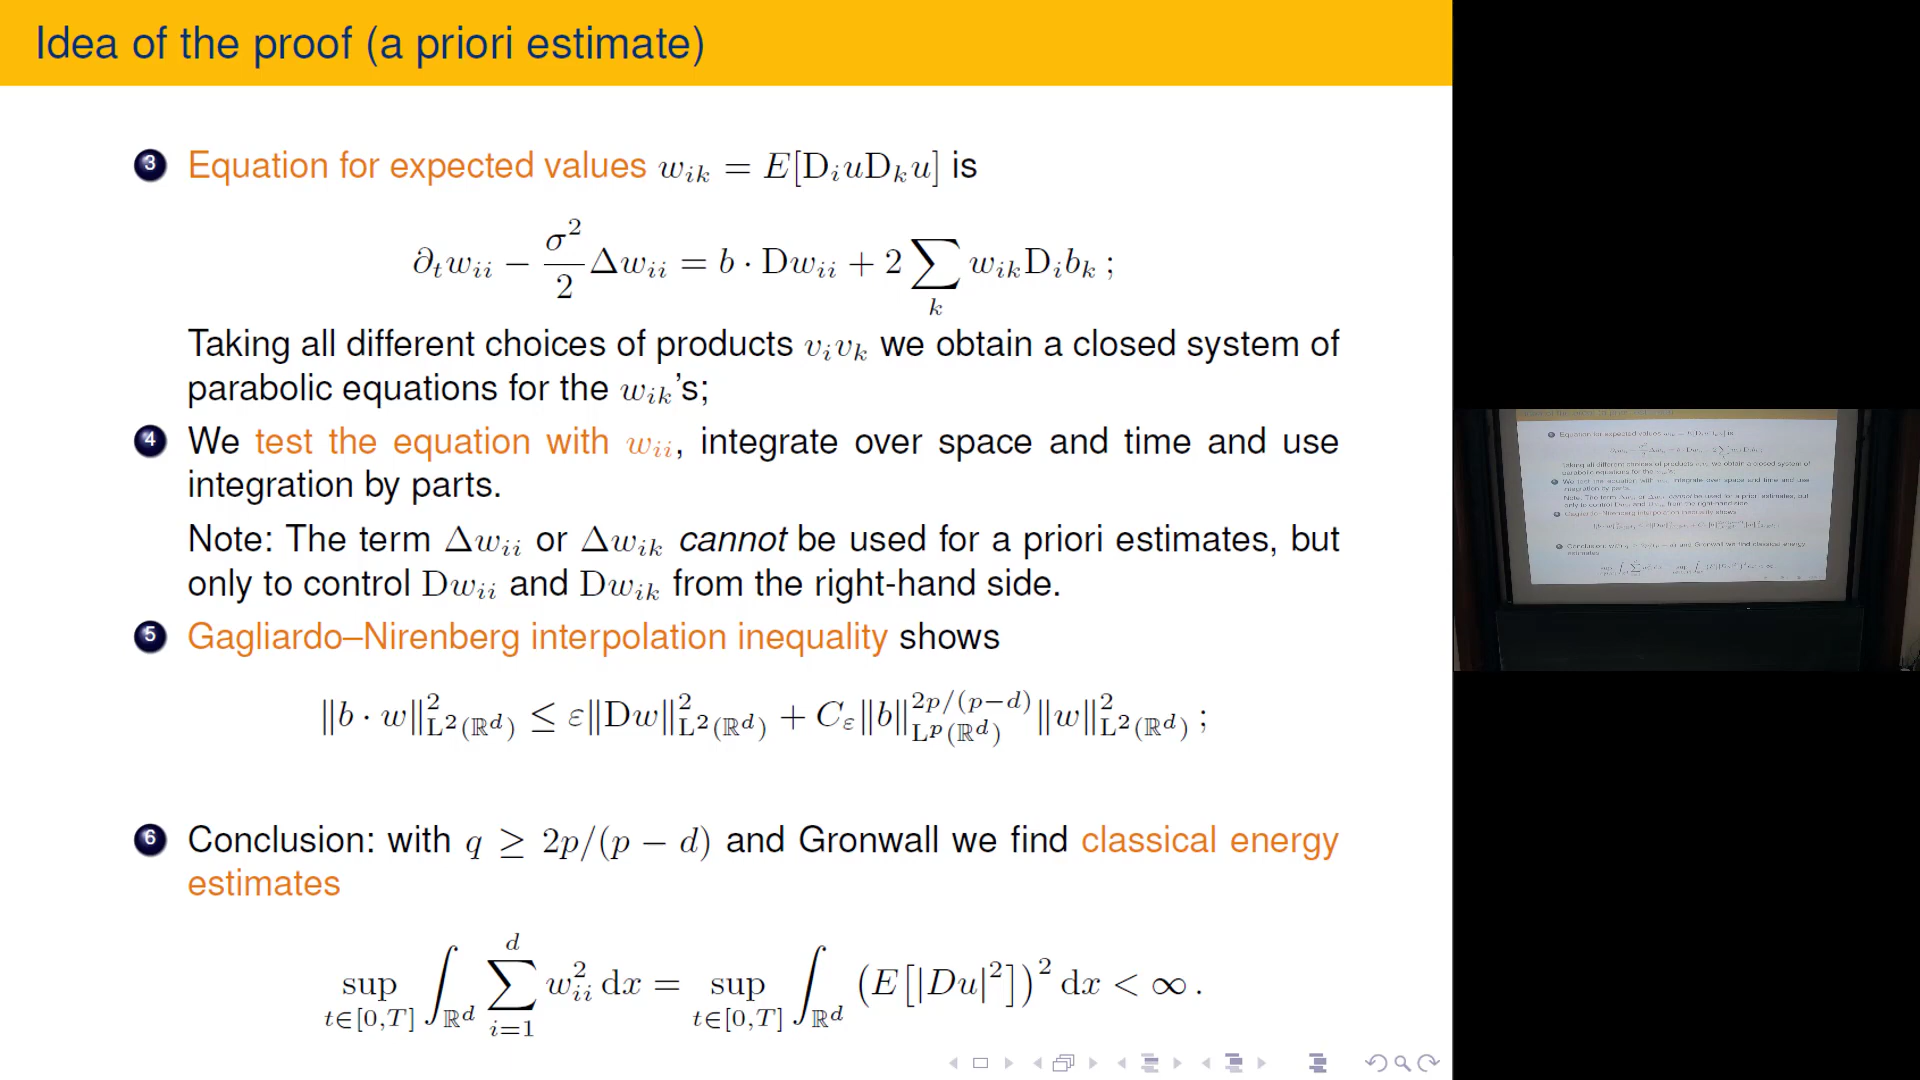 Idea of the proof (a priori estimate)
3 Equation for expected values w_{ik} = E[D_i u D_k u] is
∂_t w_{ii} − σ²/2 Δw_{ii} = b · Dw_{ii} + 2 ∑_k w_{ik} D_i b_k ;
Taking all different choices of products v_i v_k we obtain a closed system of
parabolic equations for the w_{ik}'s;
4 We test the equation with w_{ii}, integrate over space and time and use
integration by parts.
Note: The term Δw_{ii} or Δw_{ik} cannot be used for a priori estimates, but
only to control Dw_{ii} and Dw_{ik} from the right-hand side.
5 Gagliardo–Nirenberg interpolation inequality shows
‖b · w‖²_{L²(ℝ^d)} ≤ ε‖Dw‖²_{L²(ℝ^d)} + C_ε‖b‖^{2p/(p−d)}_{L^p(ℝ^d)}‖w‖²_{L²(ℝ^d)} ;
6 Conclusion: with q ≥ 2p/(p − d) and Gronwall we find classical energy
estimates
sup_{t∈[0,T]} ∫_{ℝ^d} ∑_{i=1}^d w²_{ii} dx = sup_{t∈[0,T]} ∫_{ℝ^d} (E[|Du|²])² dx < ∞ .